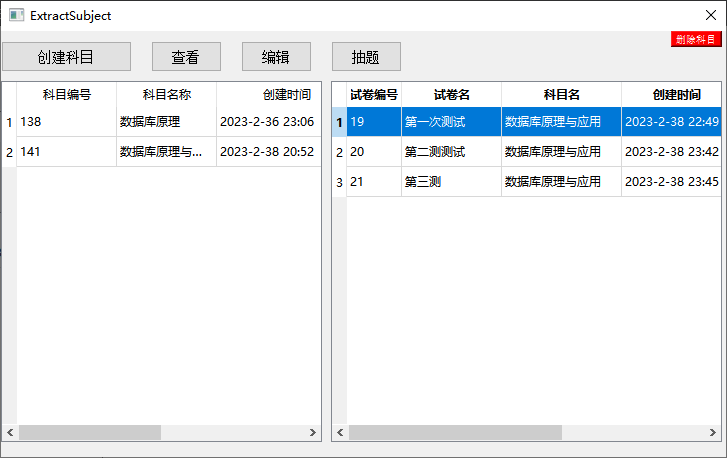 ExtractSubject
删除科目
创建科目 查看 编辑 抽题
科目编号 科目名称 创建时间
1 138 数据库原理 2023-2-36 23:06
2 141 数据库原理与... 2023-2-38 20:52
试卷编号 试卷名 科目名 创建时间
1 19 第一次测试 数据库原理与应用 2023-2-38 22:49
2 20 第二测测试 数据库原理与应用 2023-2-38 23:42
3 21 第三测 数据库原理与应用 2023-2-38 23:45